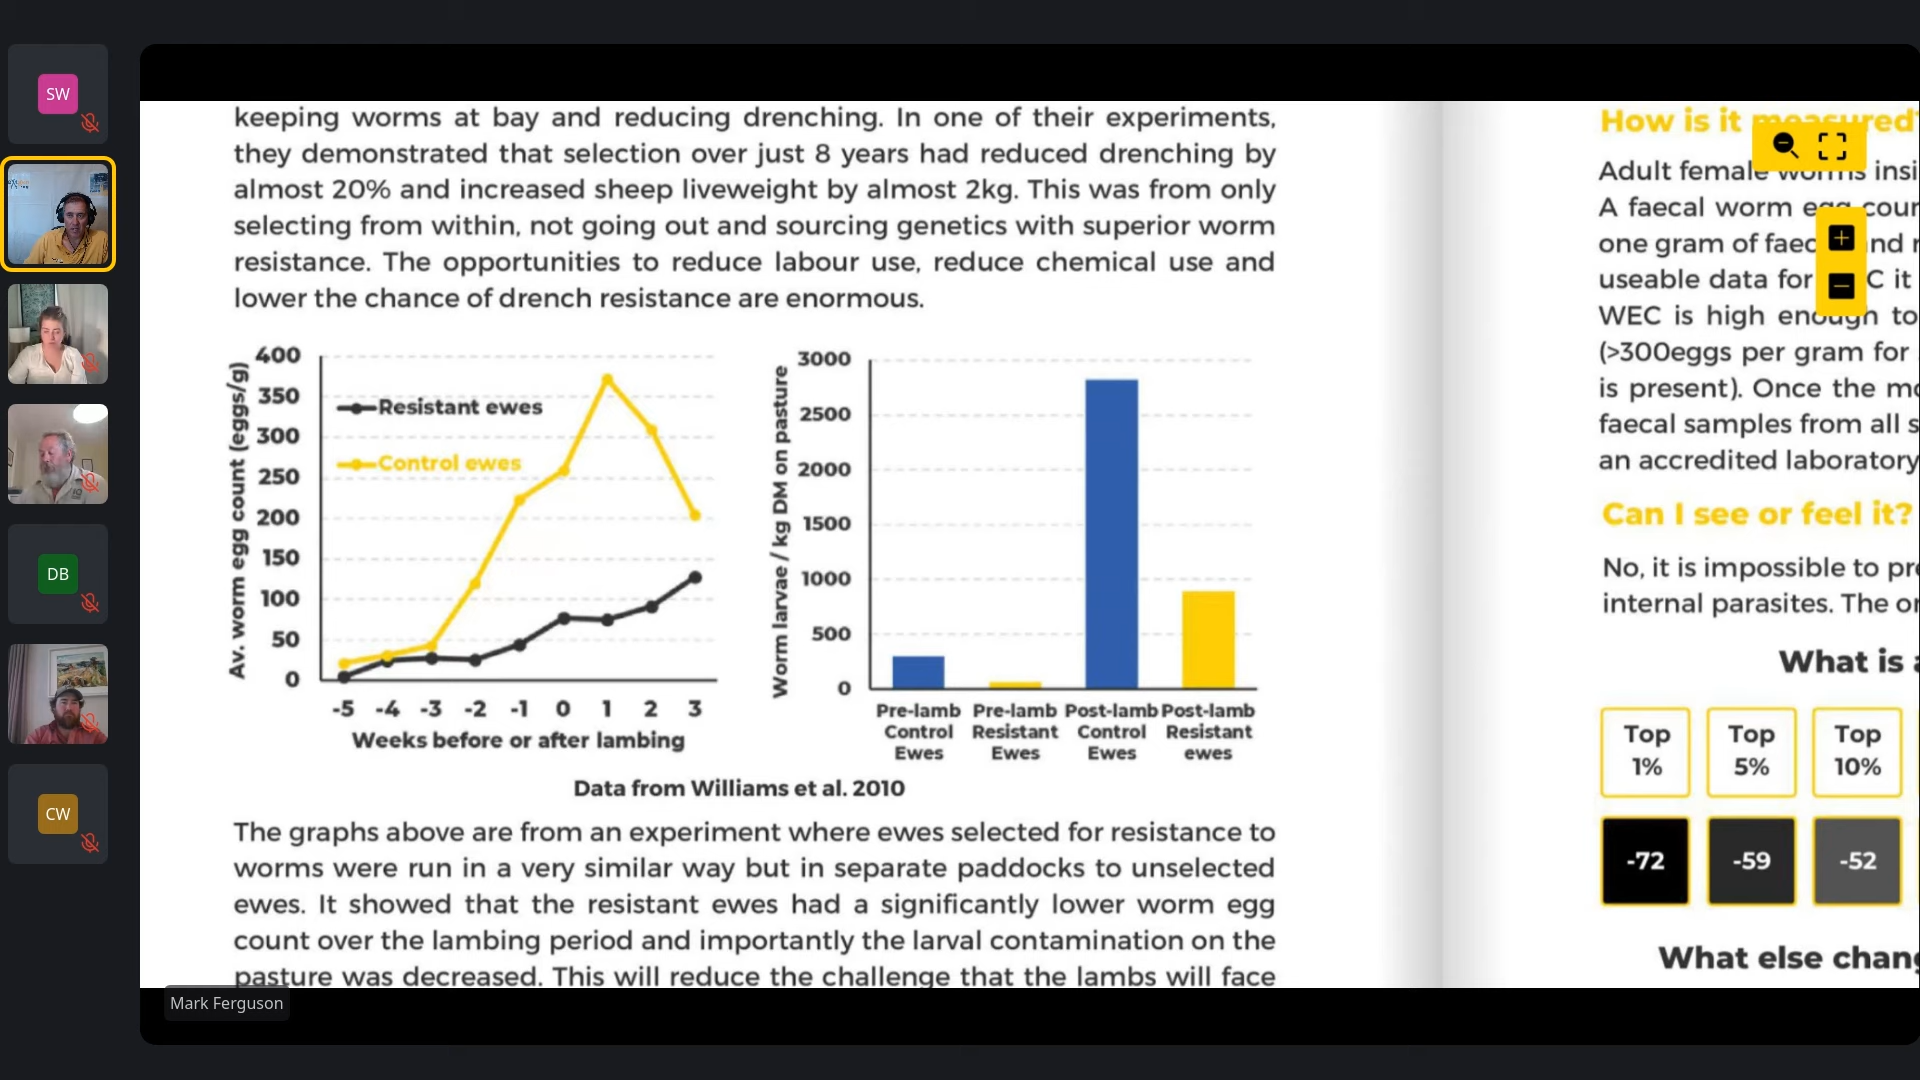 SW
DB
CW
keeping worms at bay and reducing drenching. In one of their experiments,
they demonstrated that selection over just 8 years had reduced drenching by
almost 20% and increased sheep liveweight by almost 2kg. This was from only
selecting from within, not going out and sourcing genetics with superior worm
resistance. The opportunities to reduce labour use, reduce chemical use and
lower the chance of drench resistance are enormous.
Av. worm egg count (eggs/g)
400
350
300
250
200
150
100
50
0
Resistant ewes
Control ewes
-5 -4 -3 -2 -1 0 1 2 3
Weeks before or after lambing
Worm larvae / kg DM on pasture
3000
2500
2000
1500
1000
500
0
Pre-lamb Pre-lamb Post-lamb Post-lamb
Control Resistant Control Resistant
Ewes Ewes Ewes ewes
Data from Williams et al. 2010
The graphs above are from an experiment where ewes selected for resistance to
worms were run in a very similar way but in separate paddocks to unselected
ewes. It showed that the resistant ewes had a significantly lower worm egg
count over the lambing period and importantly the larval contamination on the
pasture was decreased. This will reduce the challenge that the lambs will face
How is it measured?
Adult female worms insi
A faecal worm egg coun
one gram of faec nd r
useable data for C it
WEC is high enough to
(>300eggs per gram for
is present). Once the mo
faecal samples from all s
an accredited laboratory
Can I see or feel it?
No, it is impossible to pre
internal parasites. The on
What is a
Top Top Top
1% 5% 10%
-72 -59 -52
What else chang
Mark Ferguson